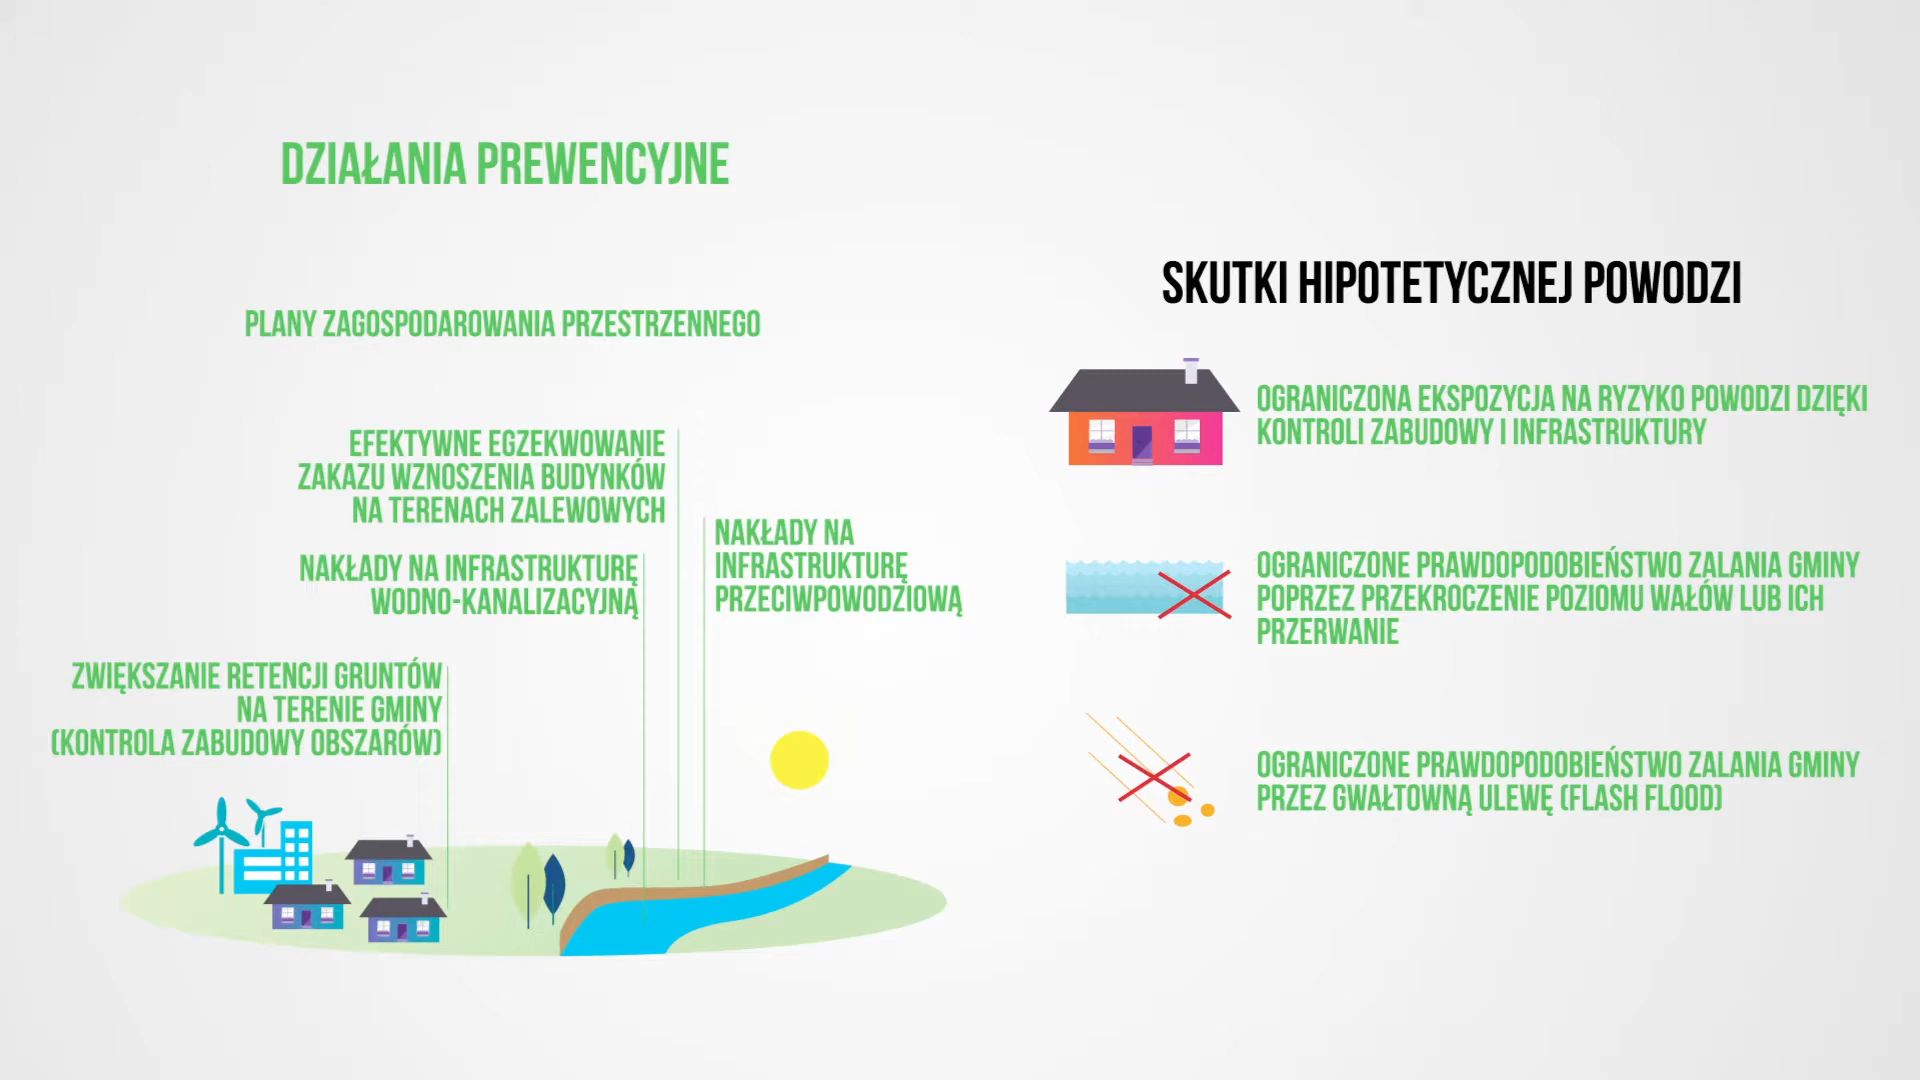 DZIAŁANIA PREWENCYJNE
PLANY ZAGOSPODAROWANIA PRZESTRZENNEGO
EFEKTYWNE EGZEKWOWANIE
ZAKAZU WZNOSZENIA BUDYNKÓW
NA TERENACH ZALEWOWYCH
NAKŁADY NA INFRASTRUKTURĘ
WODNO-KANALIZACYJNĄ
NAKŁADY NA
INFRASTRUKTURĘ
PRZECIWPOWODZIOWĄ
ZWIĘKSZANIE RETENCJI GRUNTÓW
NA TERENIE GMINY
(KONTROLA ZABUDOWY OBSZARÓW)
SKUTKI HIPOTETYCZNEJ POWODZI
OGRANICZONA EKSPOZYCJA NA RYZYKO POWODZI DZIĘKI
KONTROLI ZABUDOWY I INFRASTRUKTURY
OGRANICZONE PRAWDOPODOBIEŃSTWO ZALANIA GMINY
POPRZEZ PRZEKROCZENIE POZIOMU WAŁÓW LUB ICH
PRZERWANIE
OGRANICZONE PRAWDOPODOBIEŃSTWO ZALANIA GMINY
PRZEZ GWAŁTOWNĄ ULEWĘ (FLASH FLOOD)